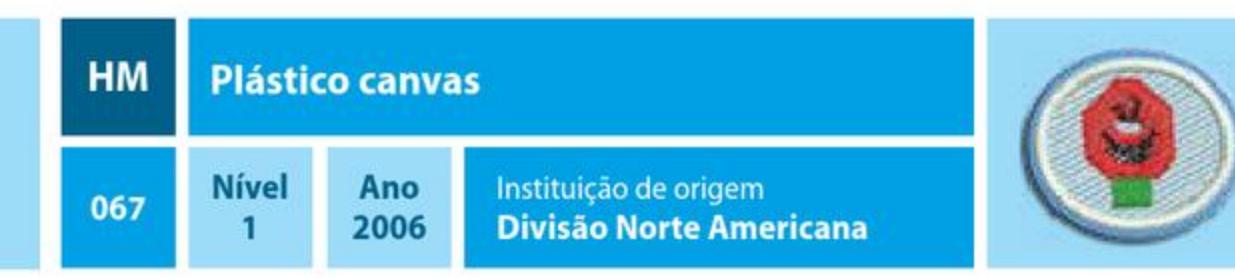 HM
Plástico canvas
067
Nível
1
Ano
2006
Instituição de origem
Divisão Norte Americana